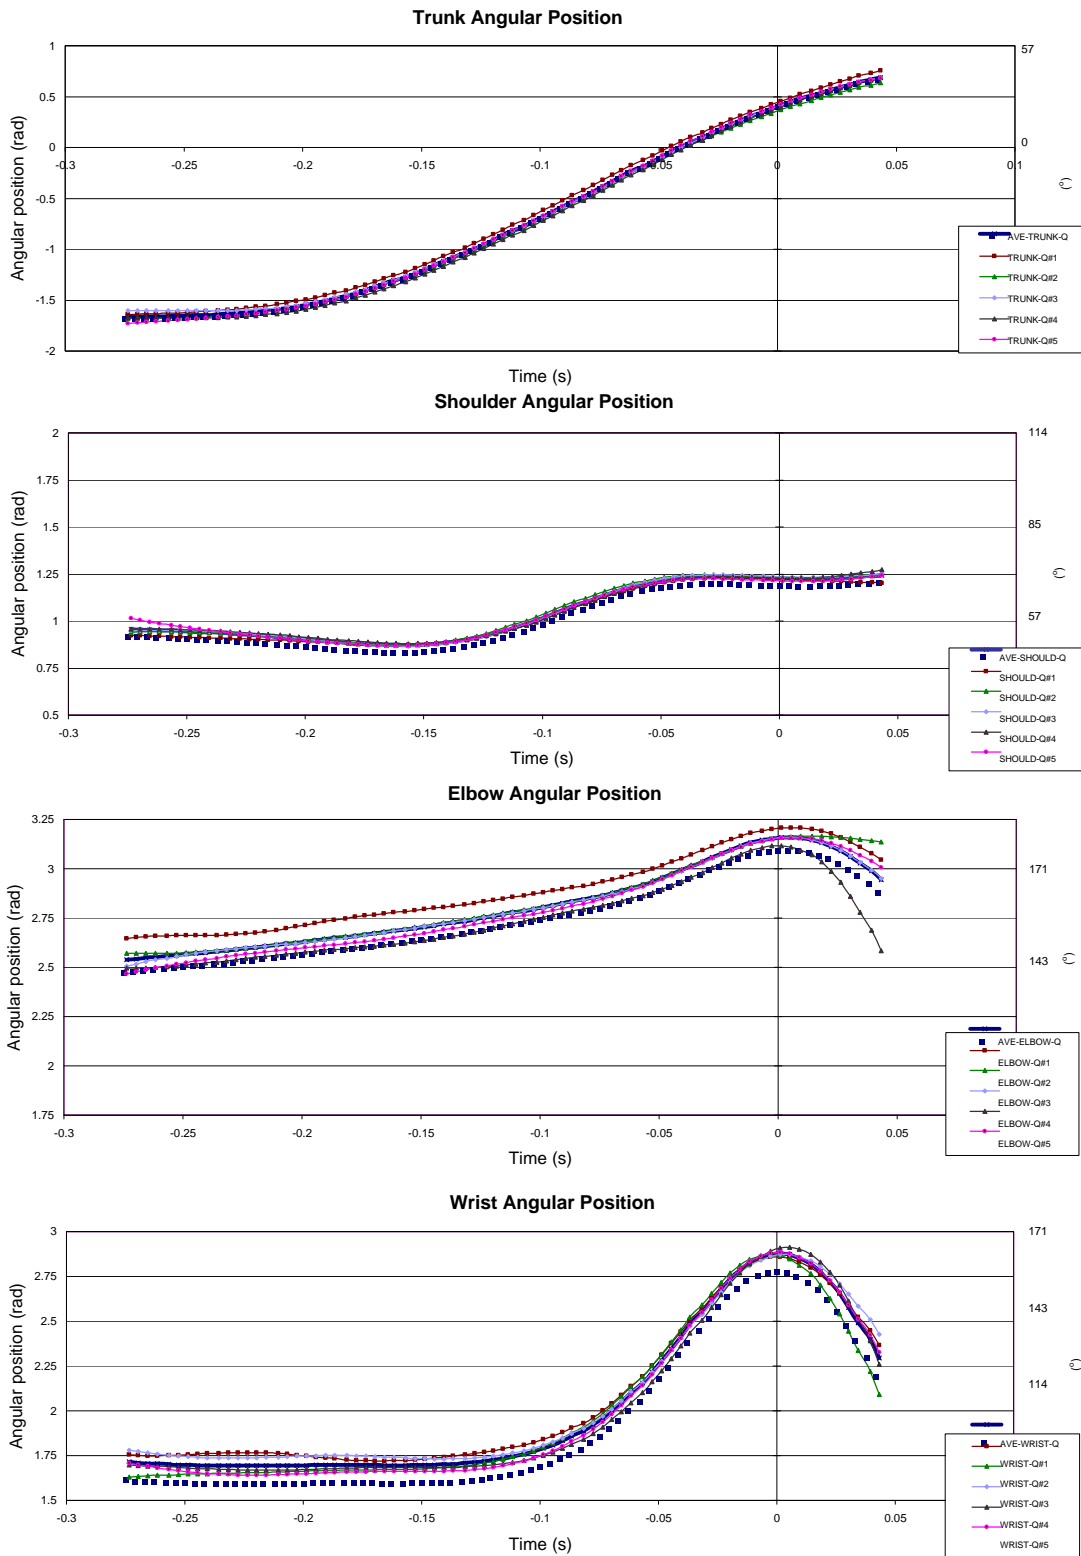 Trunk Angular Position
1
0.5
0
-0.5
-1
-1.5
-2
-0.3
-0.25
-0.2
-0.15
-0.1
-0.05
0
0.05
0.1
57
0
(º)
Angular position (rad)
AVE-TRUNK-Q
TRUNK-Q#1
TRUNK-Q#2
TRUNK-Q#3
TRUNK-Q#4
TRUNK-Q#5
Time (s)
Shoulder Angular Position
2
1.75
1.5
1.25
1
0.75
0.5
-0.3
-0.25
-0.2
-0.15
-0.1
-0.05
0
0.05
114
85
57
(º)
Angular position (rad)
AVE-SHOULD-Q
SHOULD-Q#1
SHOULD-Q#2
SHOULD-Q#3
SHOULD-Q#4
SHOULD-Q#5
Time (s)
Elbow Angular Position
3.25
3
2.75
2.5
2.25
2
1.75
-0.3
-0.25
-0.2
-0.15
-0.1
-0.05
0
0.05
171
143
(º)
Angular position (rad)
AVE-ELBOW-Q
ELBOW-Q#1
ELBOW-Q#2
ELBOW-Q#3
ELBOW-Q#4
ELBOW-Q#5
Time (s)
Wrist Angular Position
3
2.75
2.5
2.25
2
1.75
1.5
-0.3
-0.25
-0.2
-0.15
-0.1
-0.05
0
0.05
171
143
114
(º)
Angular position (rad)
AVE-WRIST-Q
WRIST-Q#1
WRIST-Q#2
WRIST-Q#3
WRIST-Q#4
WRIST-Q#5
Time (s)